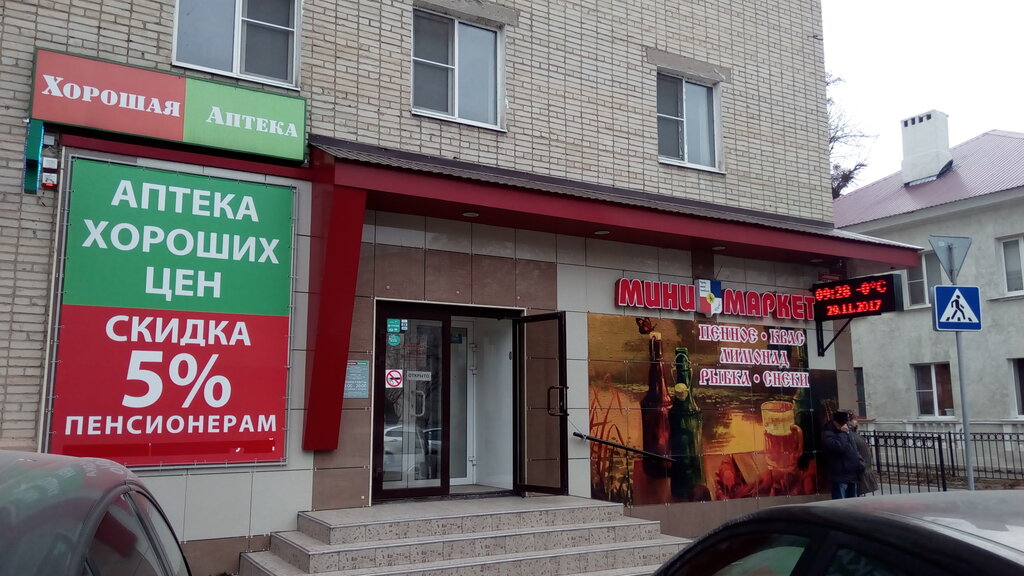 Хорошая Аптека
АПТЕКА
ХОРОШИХ
ЦЕН
СКИДКА
5%
ПЕНСИОНЕРАМ
ОТКРЫТО
МИНИ МАРКЕТ
ПЕННОЕ • КВАС
ЛИМОНАД
РЫБКА • СНЕКИ
09:28 -0°C
29.11.2017